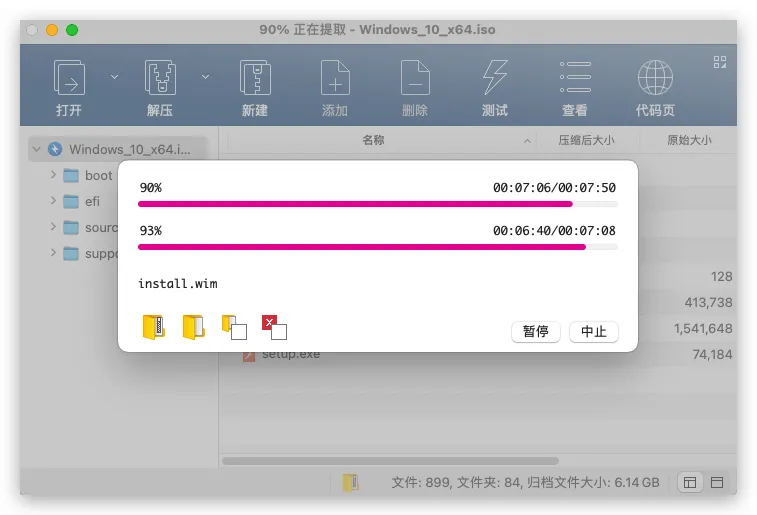 90% 正在提取 - Windows_10_x64.iso
打开 解压 新建 添加 删除 测试 查看 代码页
名称 压缩后大小 原始大小
Windows_10_x64.i...
boot
efi
sourc
suppo
90% 00:07:06/00:07:50
93% 00:06:40/00:07:08
install.wim
暂停 中止
128
413,738
1,541,648
setup.exe 74,184
文件: 899, 文件夹: 84, 归档文件大小: 6.14 GB